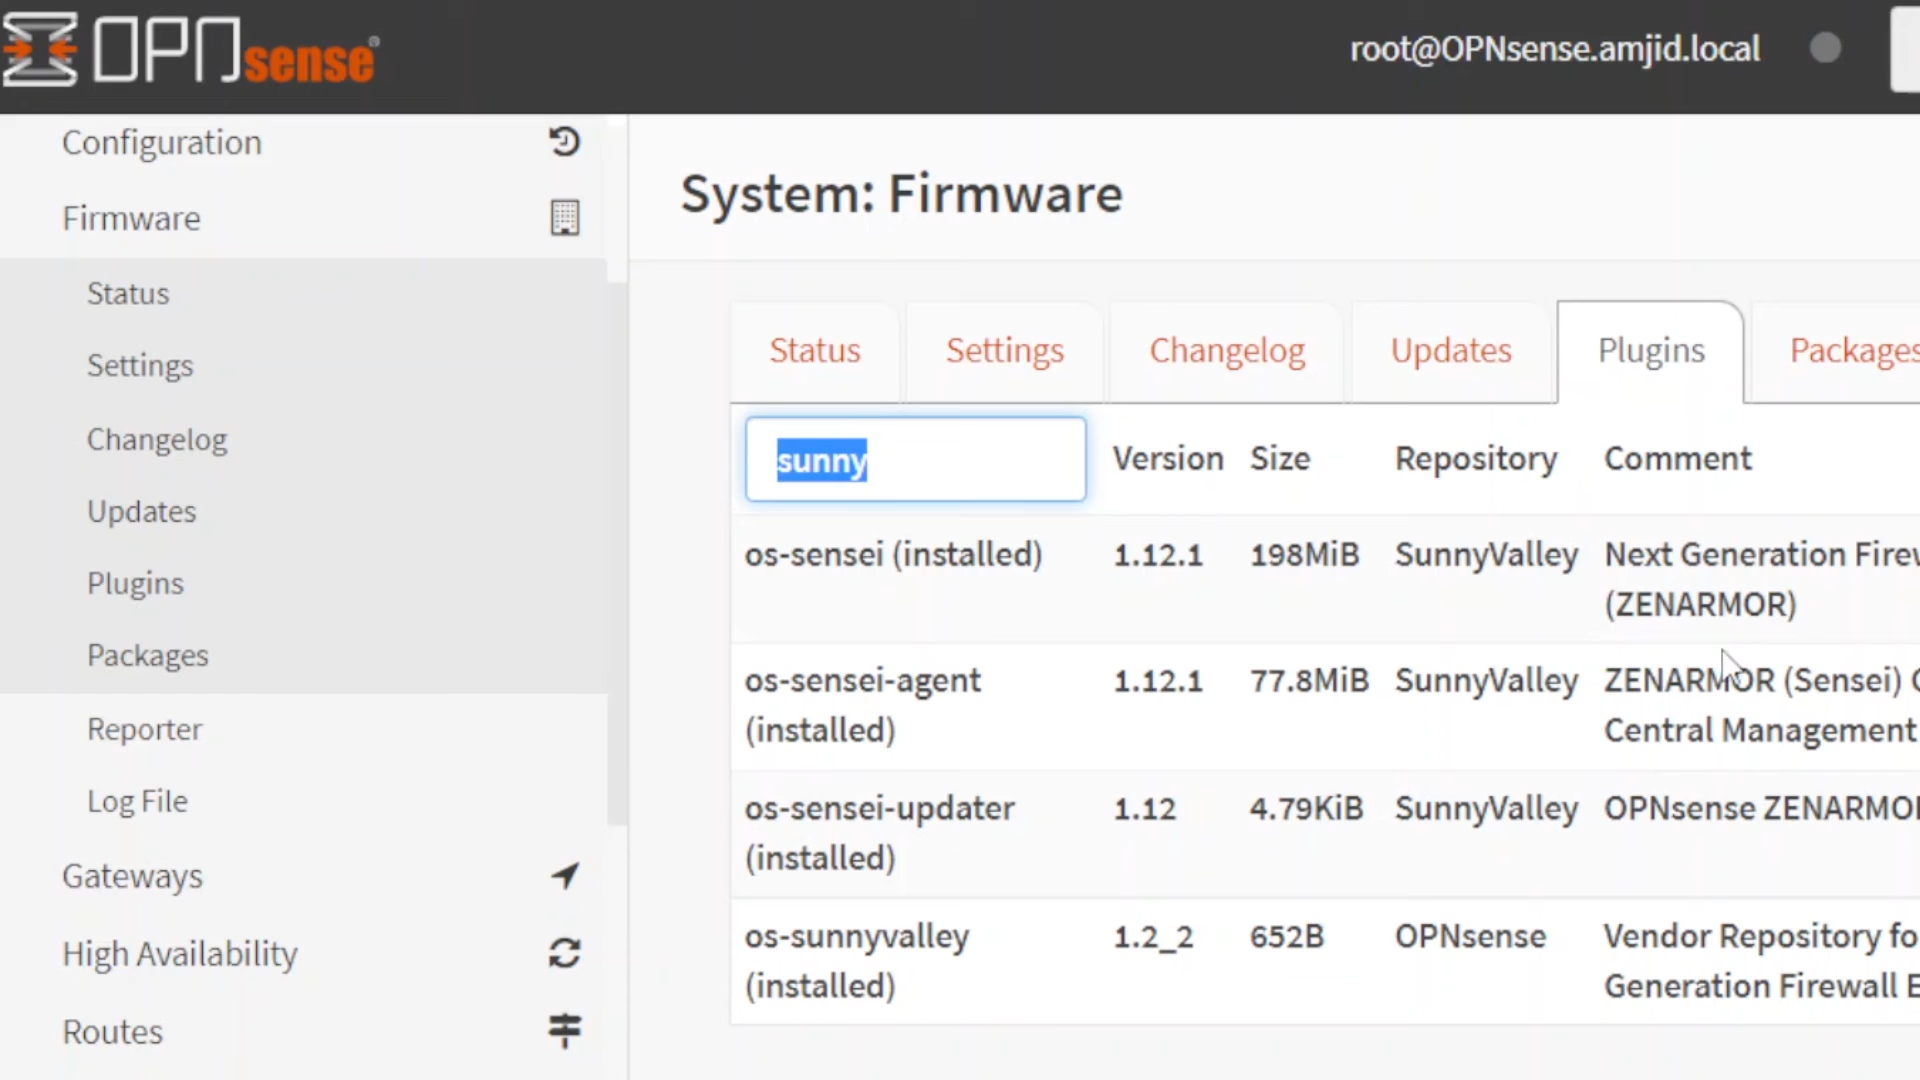 OPNsense®
root@OPNsense.amjid.local
Configuration
Firmware
Status
Settings
Changelog
Updates
Plugins
Packages
Reporter
Log File
Gateways
High Availability
Routes
System: Firmware
Status Settings Changelog Updates Plugins Packages
sunny Version Size Repository Comment
os-sensei (installed) 1.12.1 198MiB SunnyValley Next Generation
(ZENARMOR)
os-sensei-agent 1.12.1 77.8MiB SunnyValley ZENARMOR (Sensei)
(installed) Central Management
os-sensei-updater 1.12 4.79KiB SunnyValley OPNsense ZENARMO
(installed)
os-sunnyvalley 1.2_2 652B OPNsense Vendor Repository fo
(installed) Generation Firewall